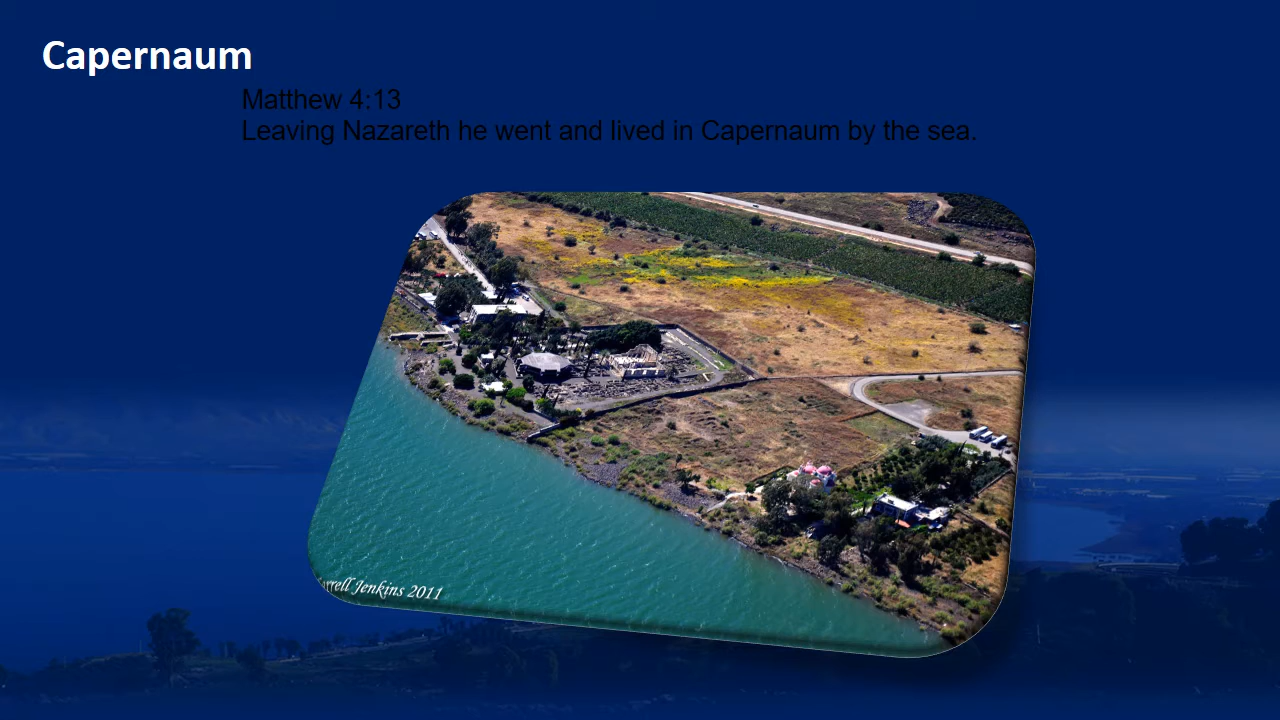 Capernaum
Matthew 4:13
Leaving Nazareth he went and lived in Capernaum by the sea.
Jenkins 2011